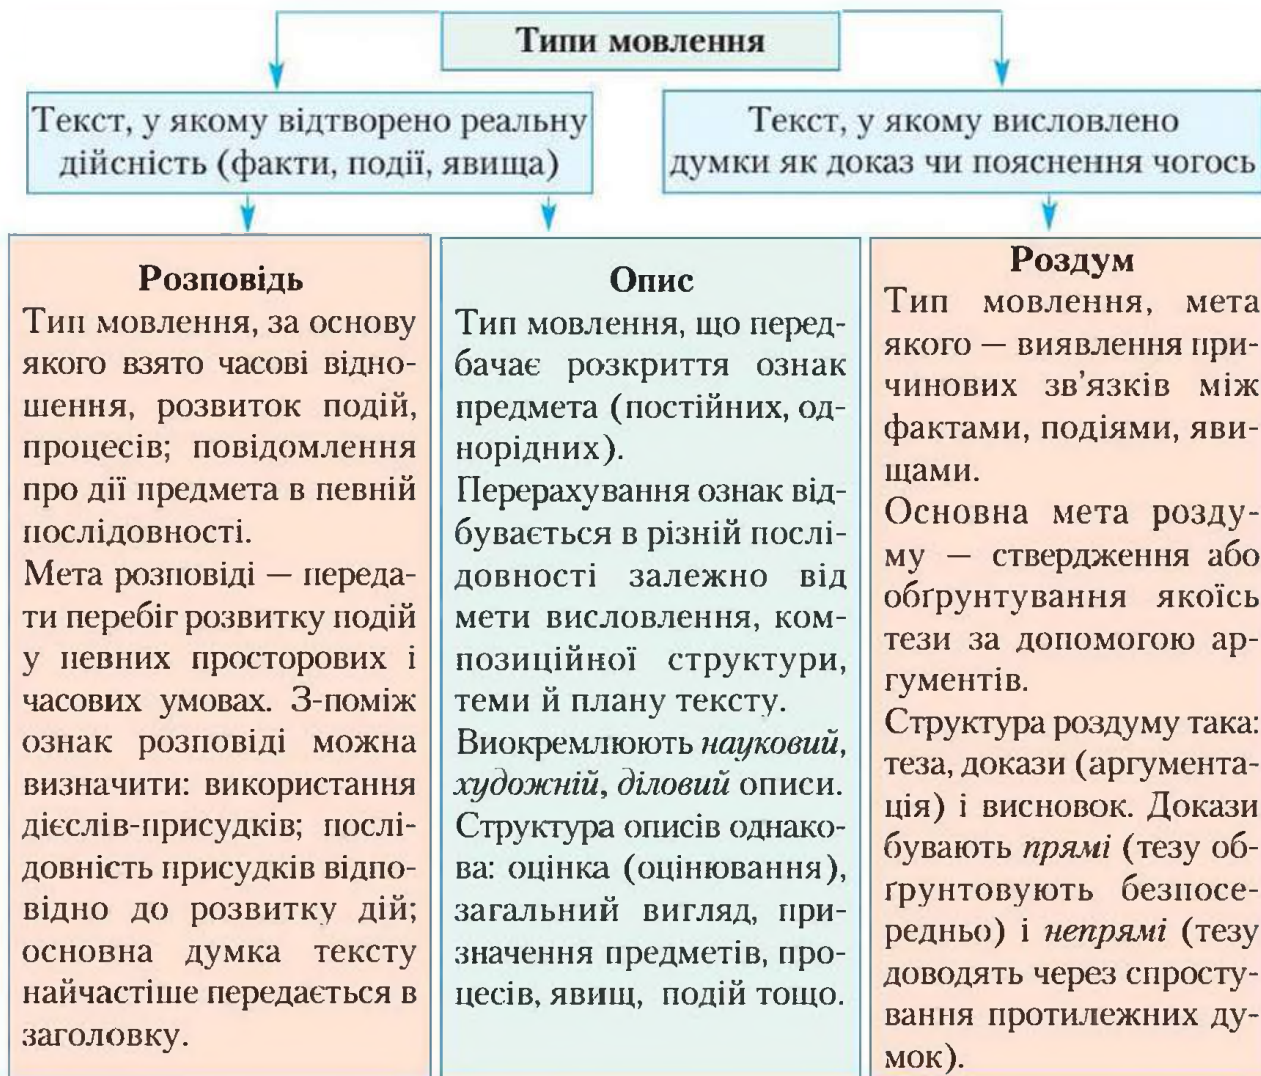 Типи мовлення
Текст, у якому відтворено реальну
дійсність (факти, події, явища)
Текст, у якому висловлено
думки як доказ чи пояснення чогось
Розповідь
Тип мовлення, за основу
якого взято часові відно-
шення, розвиток подій,
процесів; повідомлення
про дії предмета в певній
послідовності.
Мета розповіді — переда-
ти перебіг розвитку подій
у певних просторових і
часових умовах. З-поміж
ознак розповіді можна
визначити: використання
дієслів-присудків; послі-
довність присудків відпо-
відно до розвитку дій;
основна думка тексту
найчастіше передається в
заголовку.
Опис
Тип мовлення, що перед-
бачає розкриття ознак
предмета (постійних, од-
норідних).
Перерахування ознак від-
бувається в різній послі-
довності залежно від
мети висловлення, ком-
позиційної структури,
теми й плану тексту.
Виокремлюють науковий,
художній, діловий описи.
Структура описів однако-
ва: оцінка (оцінювання),
загальний вигляд, при-
значення предметів, про-
цесів, явищ, подій тощо.
Роздум
Тип мовлення, мета
якого — виявлення при-
чинових зв’язків між
фактами, подіями, яви-
щами.
Основна мета розду-
му — ствердження або
обґрунтування якоїсь
тези за допомогою ар-
гументів.
Структура роздуму така:
теза, докази (аргумента-
ція) і висновок. Докази
бувають прямі (тезу об-
ґрунтовують безпосе-
редньо) і непрямі (тезу
доводять через спросту-
вання протилежних ду-
мок).